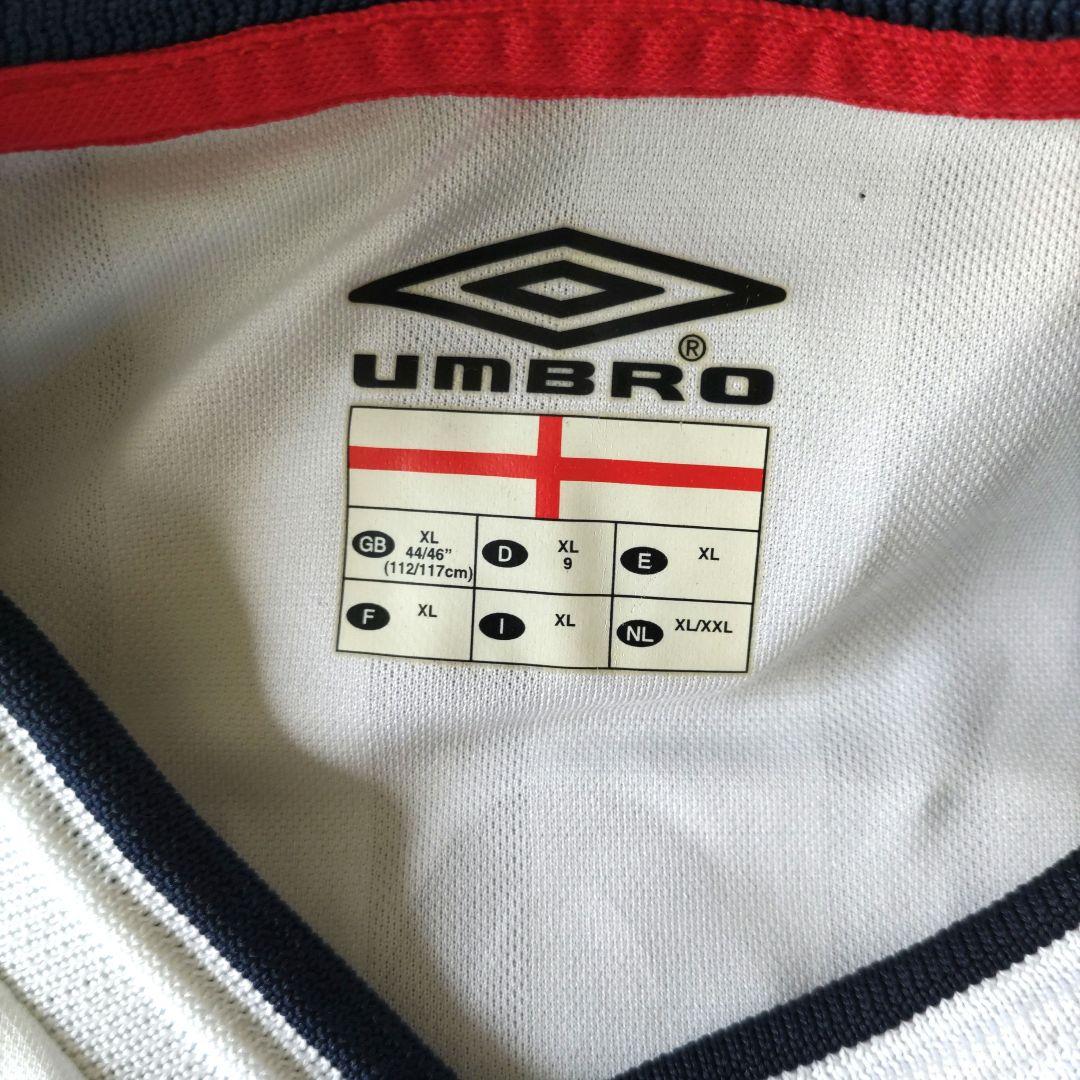 UMBRO®
GB XL
44/46"
(112/117cm)
D XL
9
E XL
F XL
I XL
NL XL/XXL